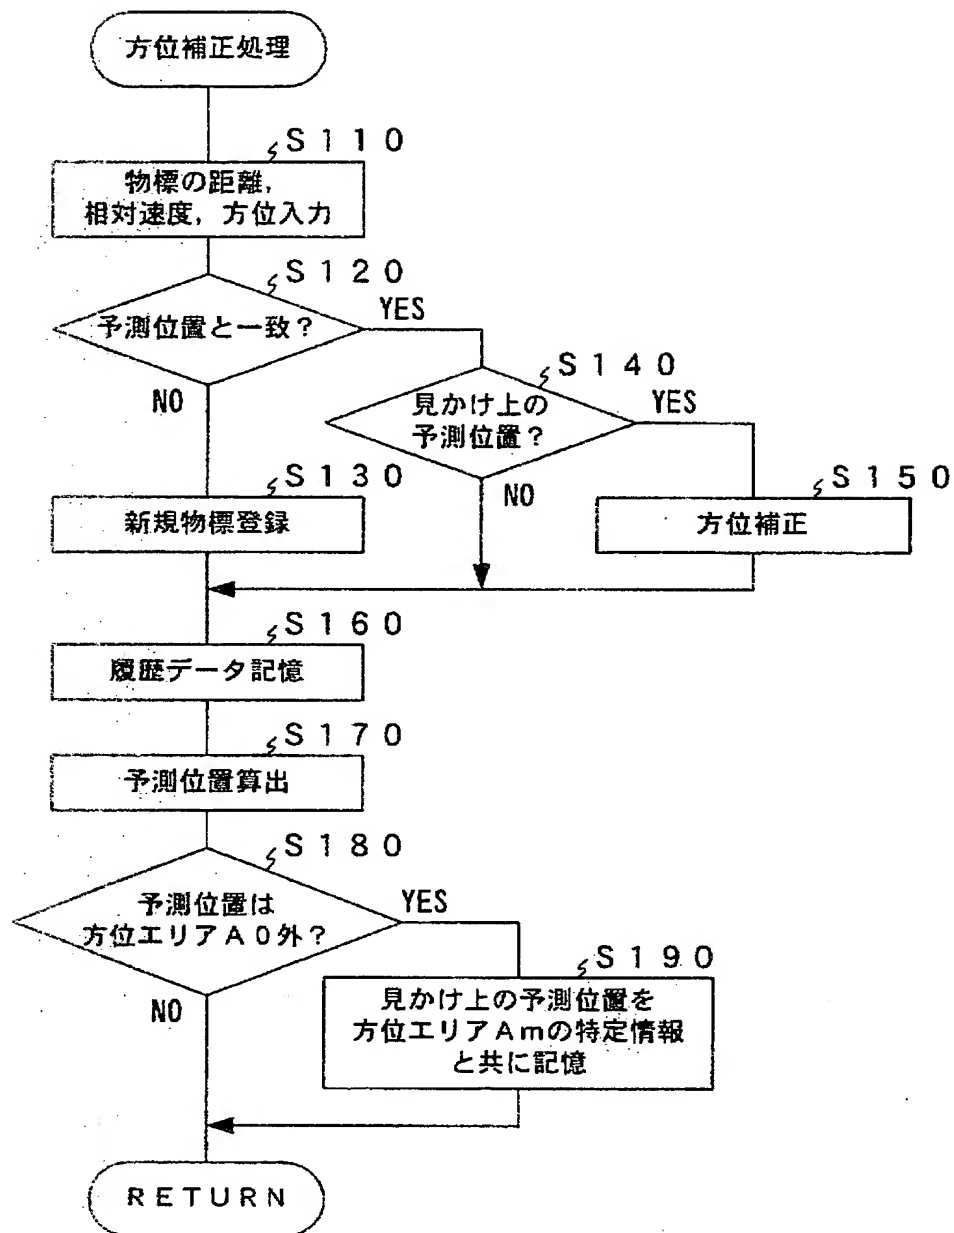 方位補正処理
S110
物標の距離,
相対速度, 方位入力
S120
予測位置と一致?
YES
NO
S140
見かけ上の
予測位置?
YES
NO
S130
新規物標登録
S150
方位補正
S160
履歴データ記憶
S170
予測位置算出
S180
予測位置は
方位エリアA0外?
YES
NO
S190
見かけ上の予測位置を
方位エリアAmの特定情報
と共に記憶
RETURN